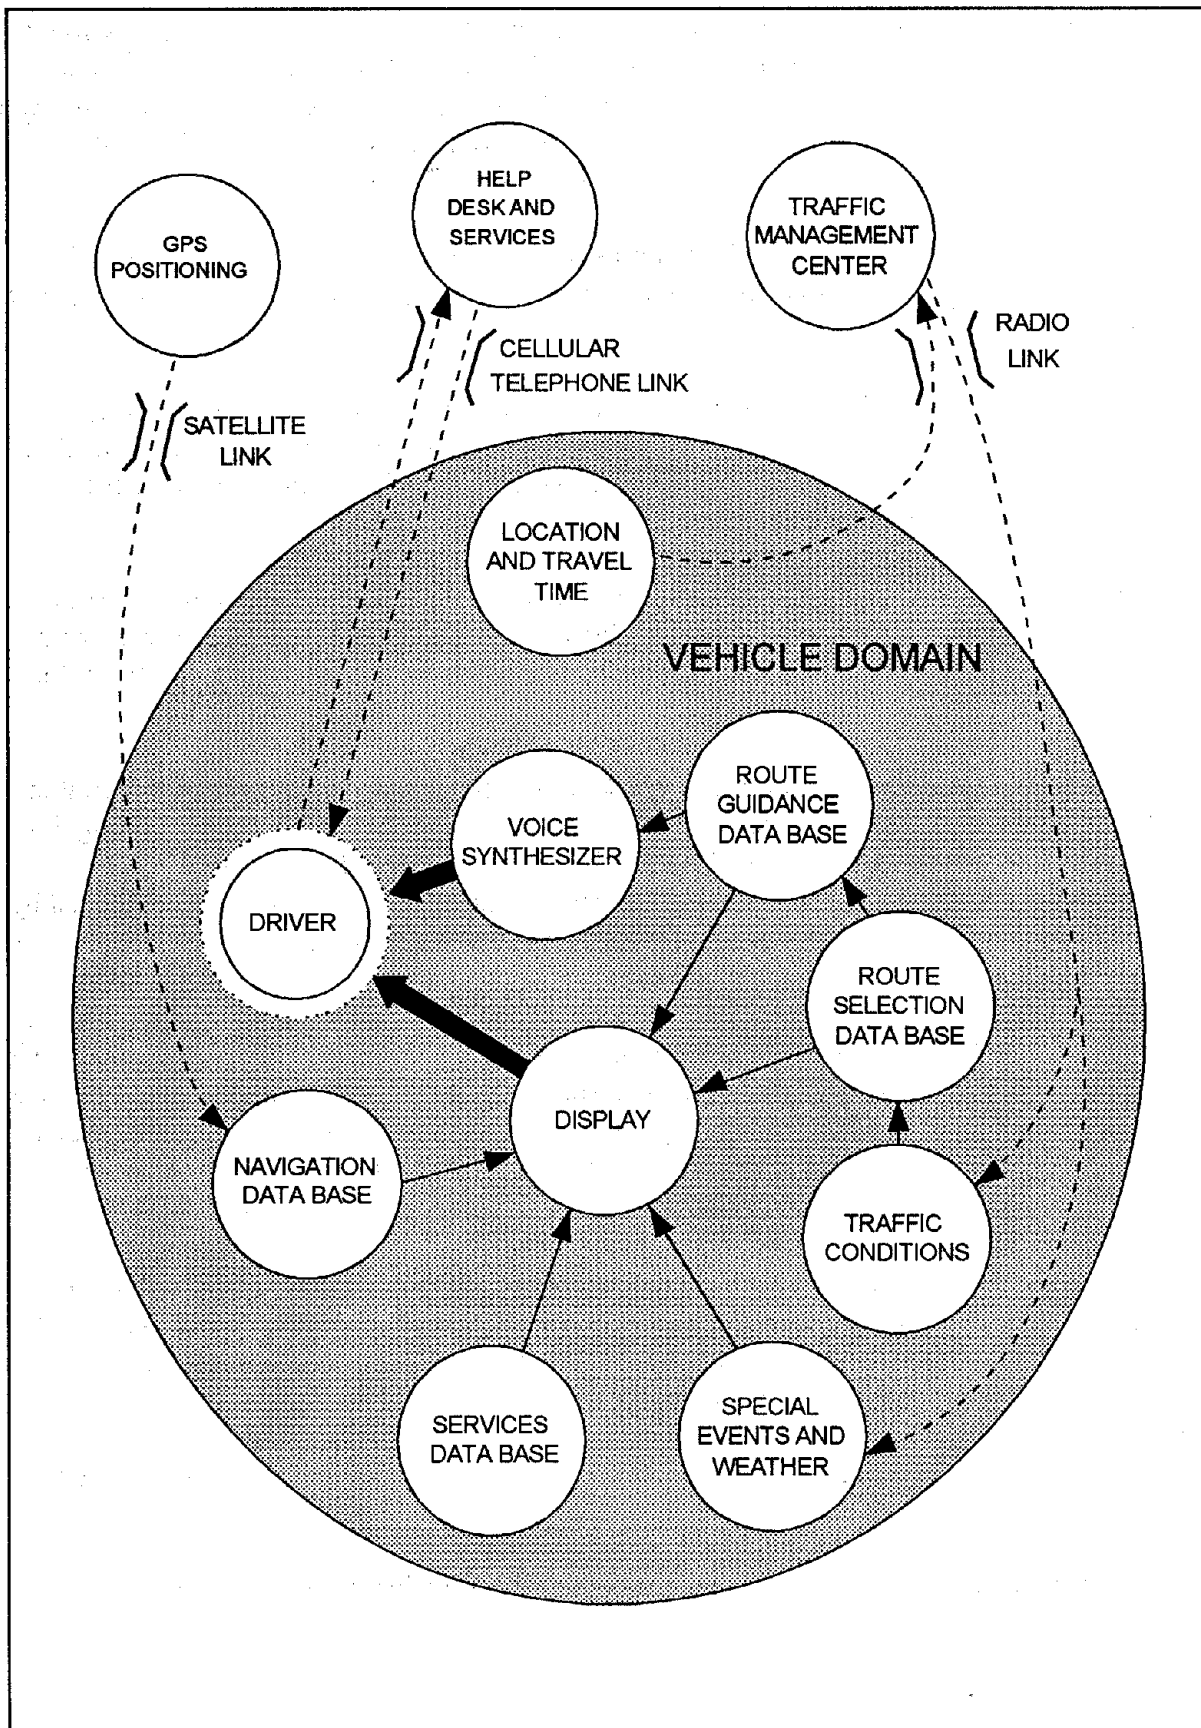 GPS
POSITIONING
HELP
DESK AND
SERVICES
TRAFFIC
MANAGEMENT
CENTER
SATELLITE
LINK
CELLULAR
TELEPHONE LINK
RADIO
LINK
LOCATION
AND TRAVEL
TIME
VEHICLE DOMAIN
VOICE
SYNTHESIZER
ROUTE
GUIDANCE
DATA BASE
DRIVER
ROUTE
SELECTION
DATA BASE
DISPLAY
NAVIGATION
DATA BASE
TRAFFIC
CONDITIONS
SERVICES
DATA BASE
SPECIAL
EVENTS AND
WEATHER